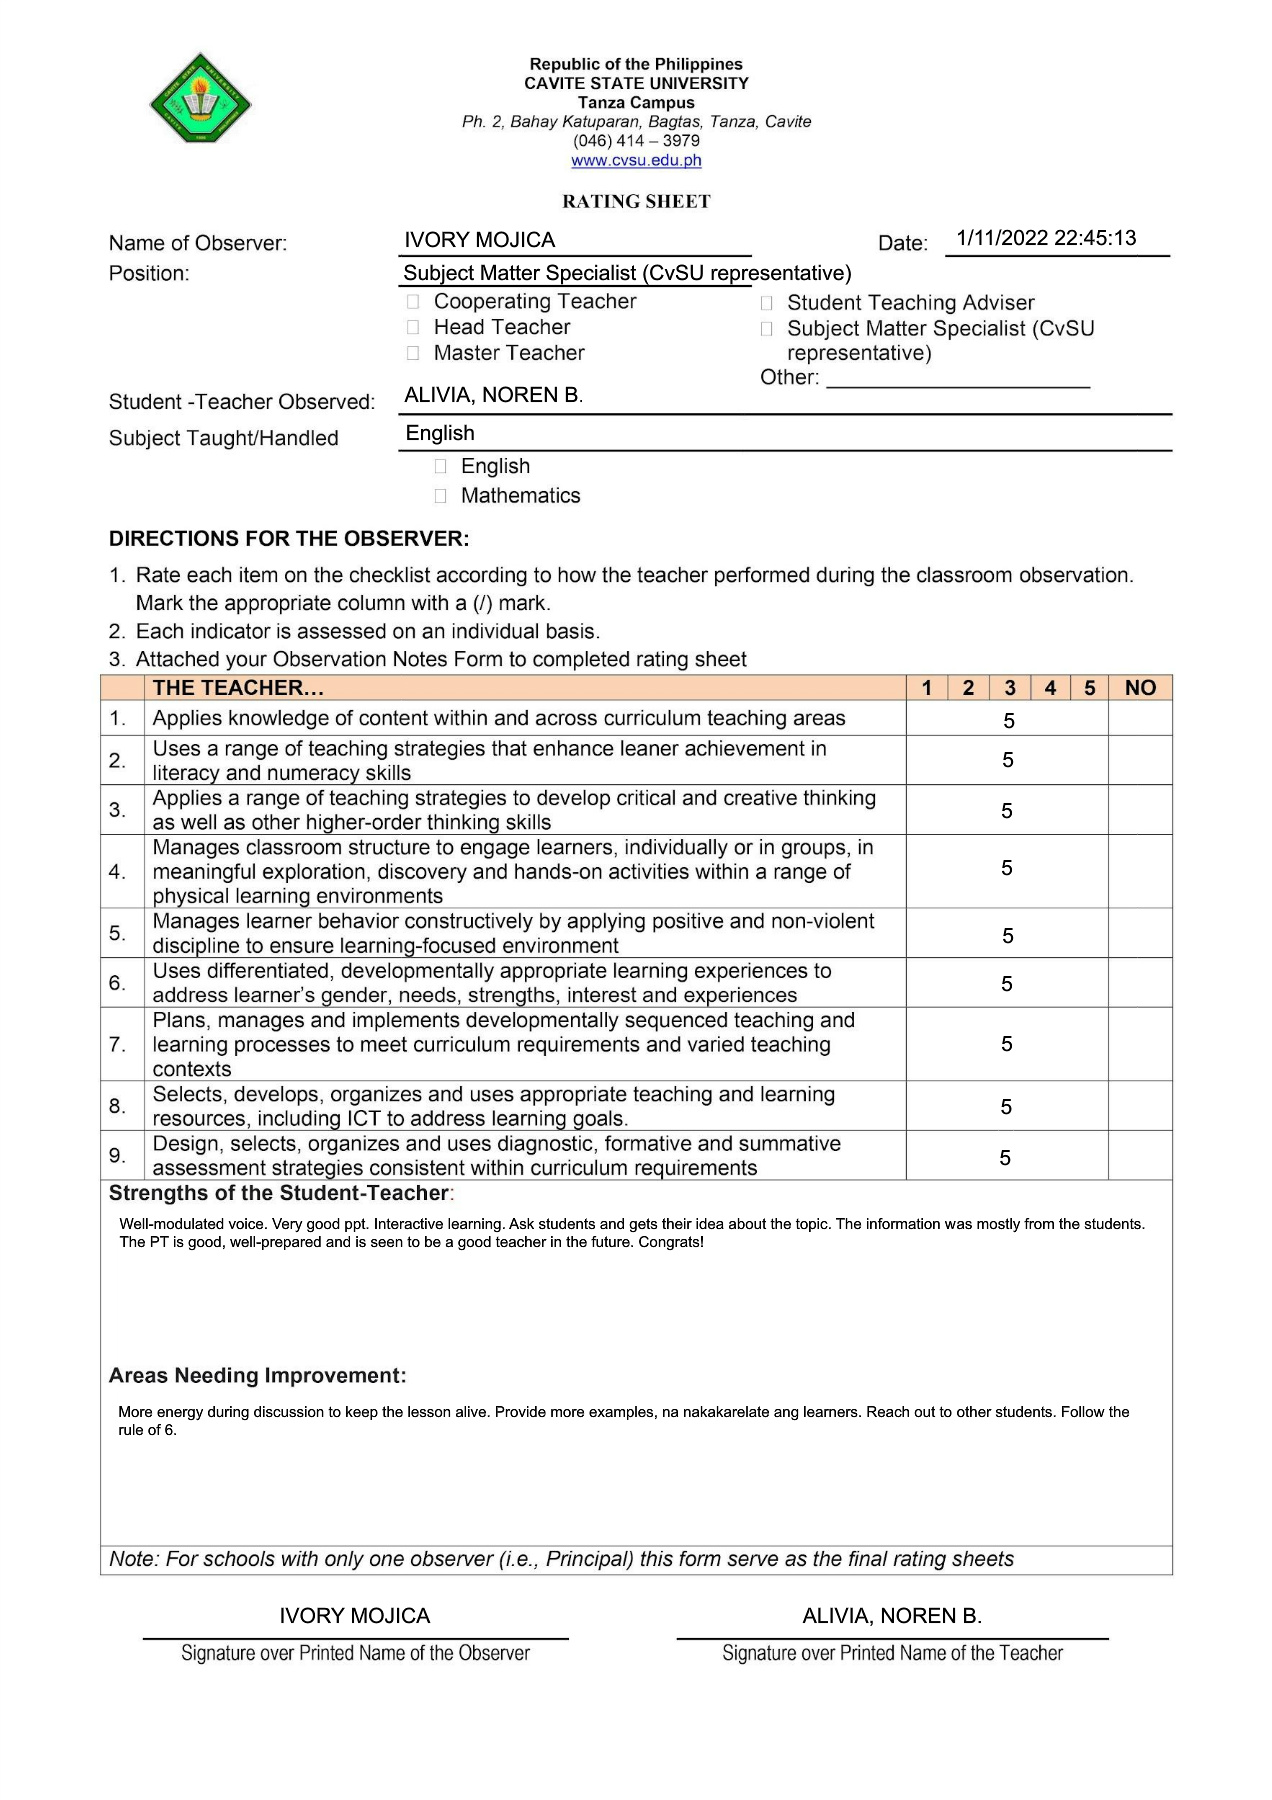 Republic of the Philippines
CAVITE STATE UNIVERSITY
Tanza Campus
Ph. 2, Bahay Katuparan, Bagtas, Tanza, Cavite
(046) 414 – 3979
www.cvsu.edu.ph
RATING SHEET
Name of Observer: IVORY MOJICA Date: 1/11/2022 22:45:13
Position: Subject Matter Specialist (CvSU representative)
Cooperating Teacher Student Teaching Adviser
Head Teacher Subject Matter Specialist (CvSU
Master Teacher representative)
Other:
Student -Teacher Observed: ALIVIA, NOREN B.
Subject Taught/Handled English
English
Mathematics
DIRECTIONS FOR THE OBSERVER:
1. Rate each item on the checklist according to how the teacher performed during the classroom observation.
Mark the appropriate column with a (/) mark.
2. Each indicator is assessed on an individual basis.
3. Attached your Observation Notes Form to completed rating sheet
THE TEACHER… 1 2 3 4 5 NO
1. Applies knowledge of content within and across curriculum teaching areas 5
2. Uses a range of teaching strategies that enhance leaner achievement in
literacy and numeracy skills 5
3. Applies a range of teaching strategies to develop critical and creative thinking
as well as other higher-order thinking skills 5
4. Manages classroom structure to engage learners, individually or in groups, in
meaningful exploration, discovery and hands-on activities within a range of 5
physical learning environments
5. Manages learner behavior constructively by applying positive and non-violent
discipline to ensure learning-focused environment 5
6. Uses differentiated, developmentally appropriate learning experiences to
address learner’s gender, needs, strengths, interest and experiences 5
7. Plans, manages and implements developmentally sequenced teaching and
learning processes to meet curriculum requirements and varied teaching 5
contexts
8. Selects, develops, organizes and uses appropriate teaching and learning
resources, including ICT to address learning goals. 5
9. Design, selects, organizes and uses diagnostic, formative and summative
assessment strategies consistent within curriculum requirements 5
Strengths of the Student-Teacher:
Well-modulated voice. Very good ppt. Interactive learning. Ask students and gets their idea about the topic. The information was mostly from the students.
The PT is good, well-prepared and is seen to be a good teacher in the future. Congrats!
Areas Needing Improvement:
More energy during discussion to keep the lesson alive. Provide more examples, na nakakarelate ang learners. Reach out to other students. Follow the
rule of 6.
Note: For schools with only one observer (i.e., Principal) this form serve as the final rating sheets
IVORY MOJICA ALIVIA, NOREN B.
Signature over Printed Name of the Observer Signature over Printed Name of the Teacher